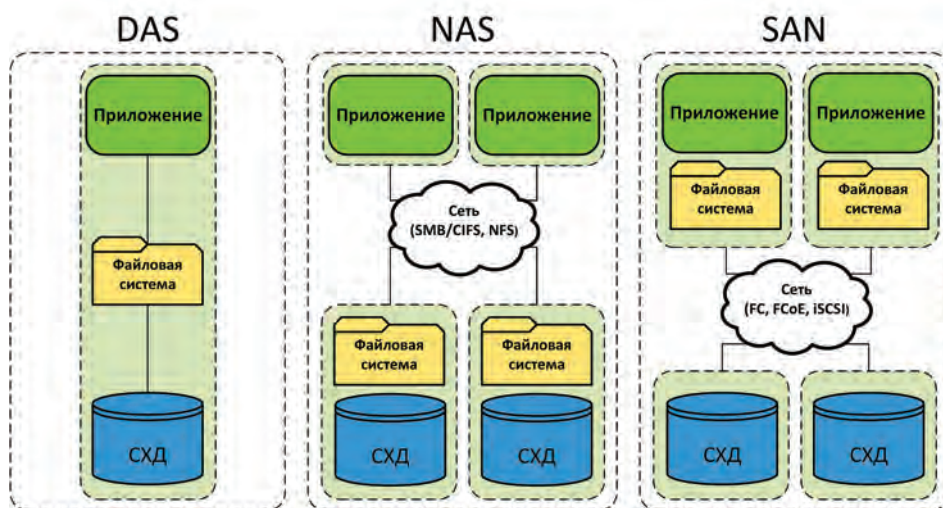 DAS
Приложение
Файловая
система
СХД
NAS
Приложение
Приложение
Сеть
(SMB/CIFS, NFS)
Файловая
система
Файловая
система
СХД
СХД
SAN
Приложение
Приложение
Файловая
система
Файловая
система
Сеть
(FC, FCoE, iSCSI)
СХД
СХД